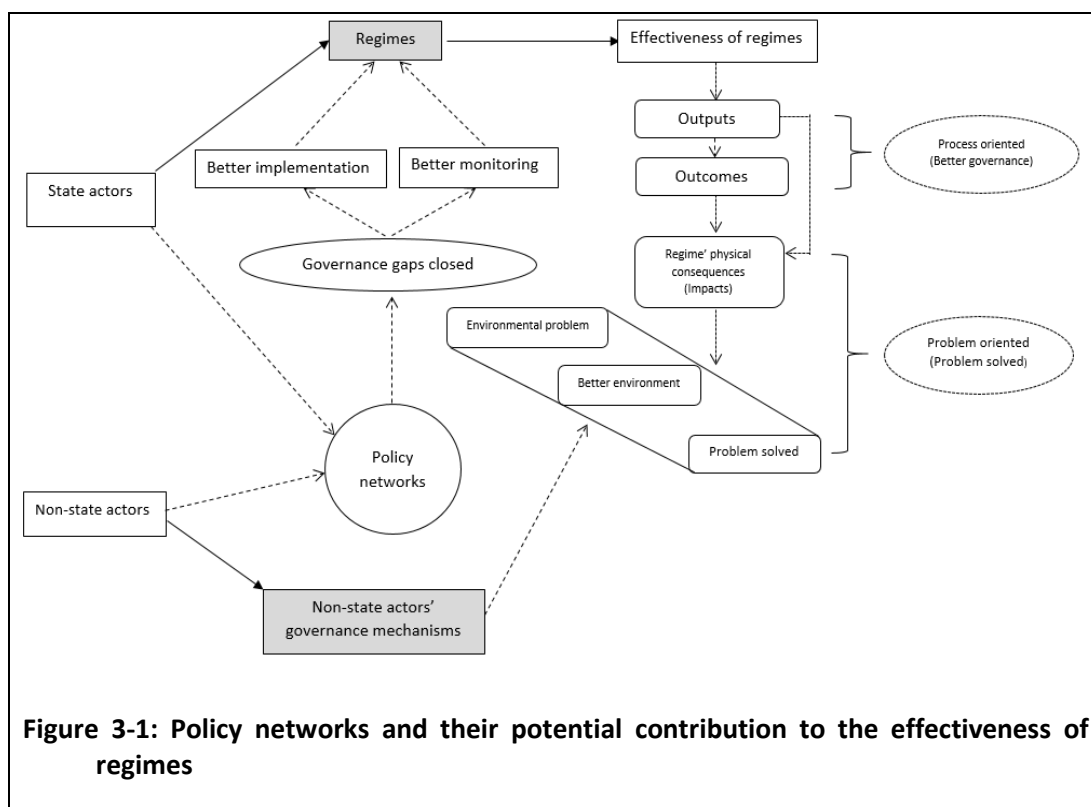 Regimes
Effectiveness of regimes
Outputs
Process oriented
(Better governance)
Better implementation
Better monitoring
Outcomes
State actors
Governance gaps closed
Regime' physical
consequences
(Impacts)
Environmental problem
Problem oriented
(Problem solved)
Better environment
Policy
networks
Problem solved
Non-state actors
Non-state actors'
governance mechanisms
Figure 3-1: Policy networks and their potential contribution to the effectiveness of
regimes